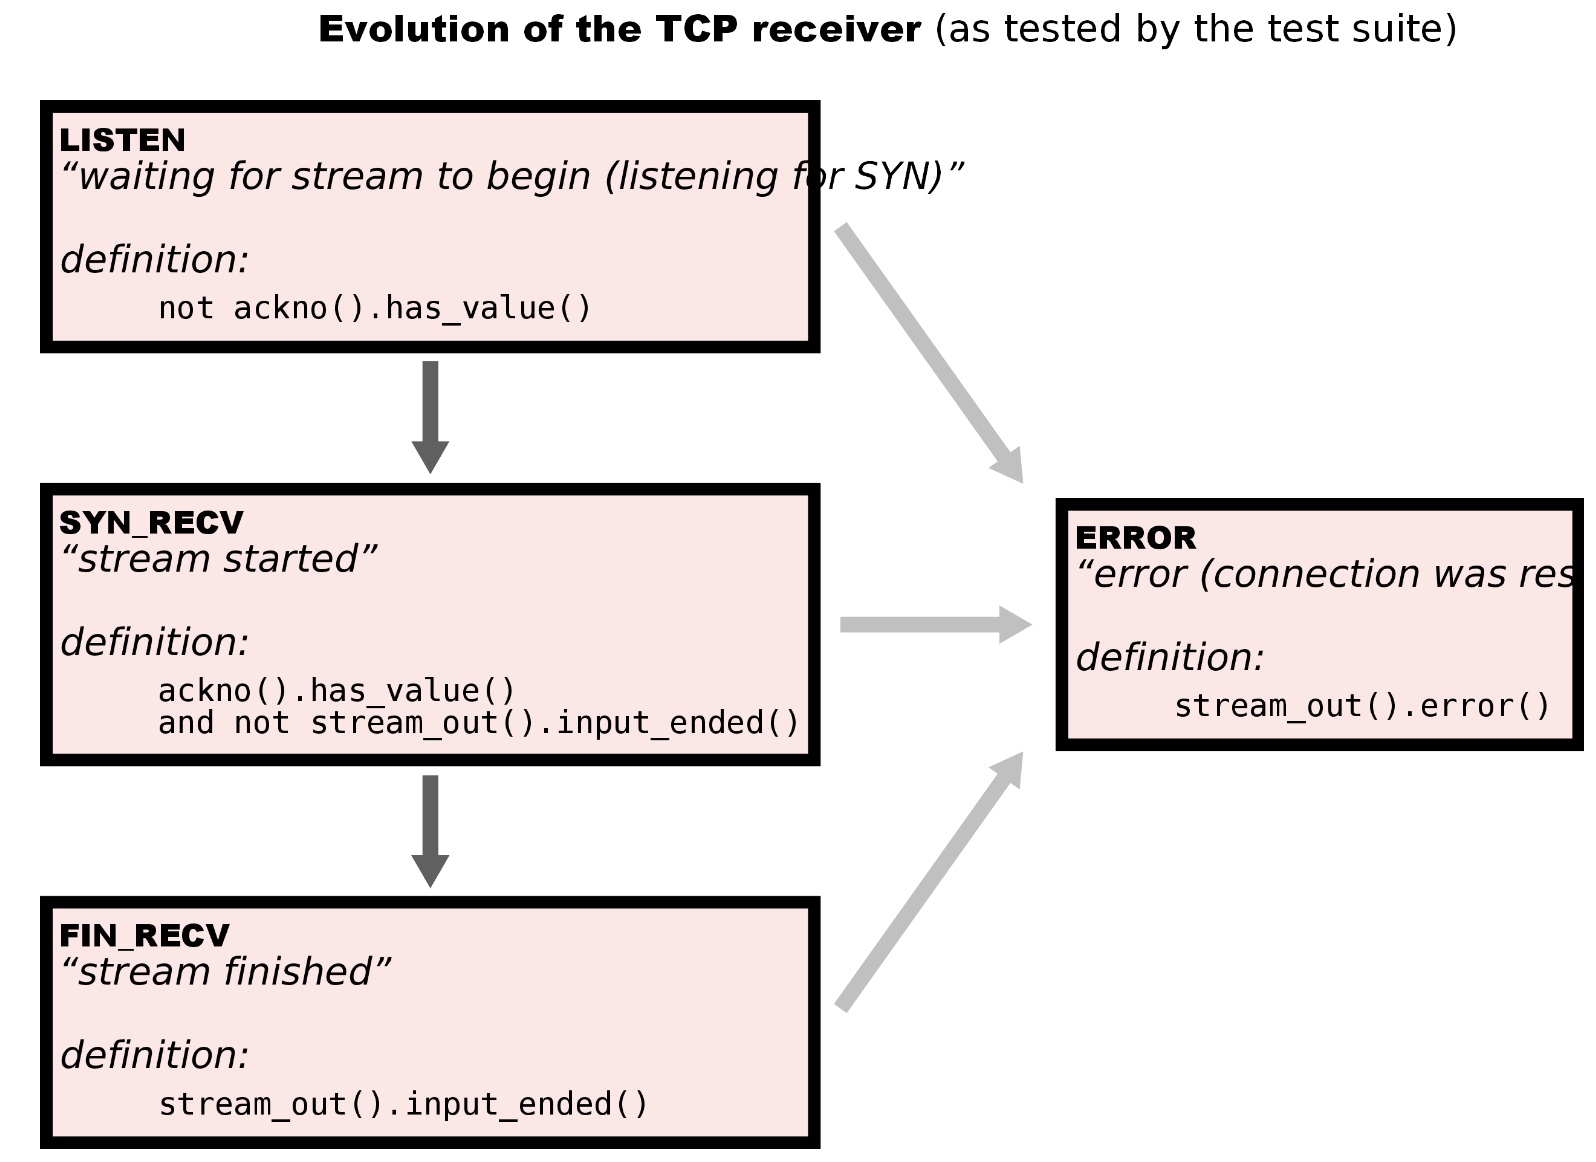 Evolution of the TCP receiver (as tested by the test suite)
LISTEN
“waiting for stream to begin (listening for SYN)”
definition:
not ackno().has_value()
SYN_RECV
“stream started”
definition:
ackno().has_value()
and not stream_out().input_ended()
FIN_RECV
“stream finished”
definition:
stream_out().input_ended()
ERROR
“error (connection was
definition:
stream_out().error()